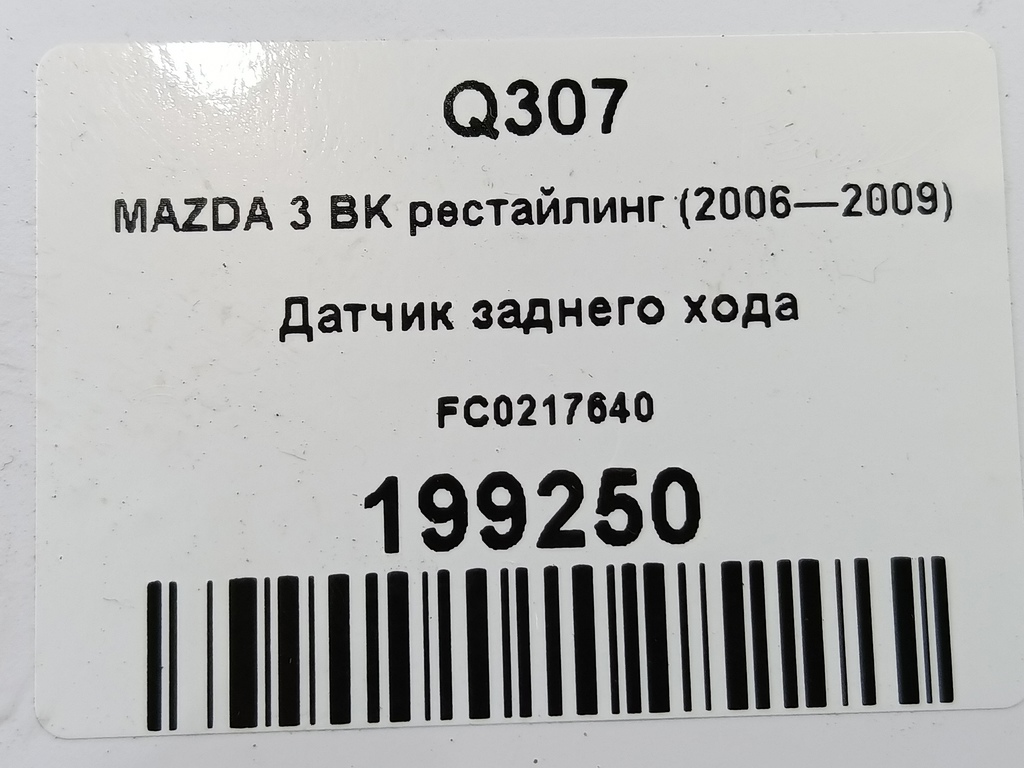 Q307
MAZDA 3 BK рестайлинг (2006—2009)
Датчик заднего хода
FC0217640
199250